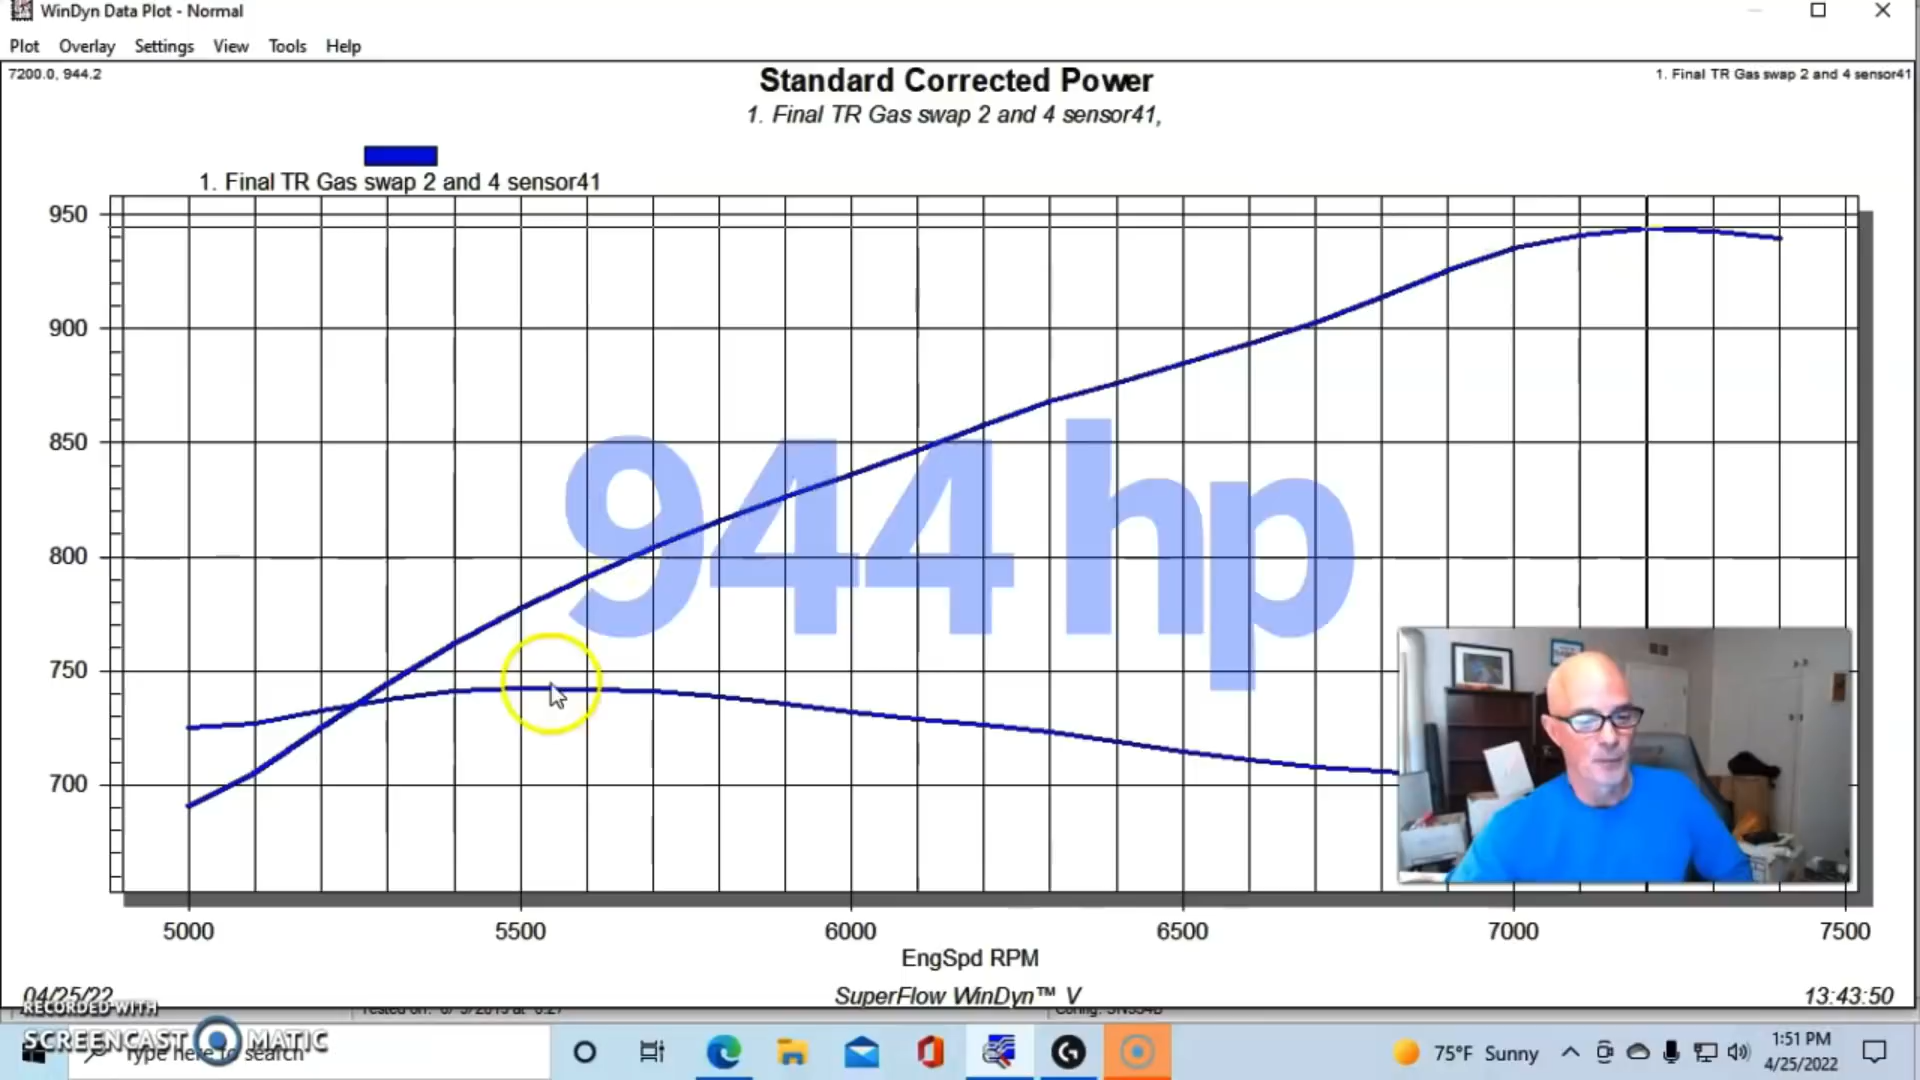 WinDyn Data Plot - Normal
Plot Overlay Settings View Tools Help
7200.0, 944.2
Standard Corrected Power
1. Final TR Gas swap 2 and 4 sensor41
1. Final TR Gas swap 2 and 4 sensor41,
1. Final TR Gas swap 2 and 4 sensor41
950
900
850
800
750
700
944 hp
5000 5500 6000 6500 7000 7500
EngSpd RPM
04/25/22
SuperFlow WinDyn™ V
13:43:50
RECORDED WITH
SCREENCAST MATIC
Type here to search
75°F Sunny
1:51 PM
4/25/2022